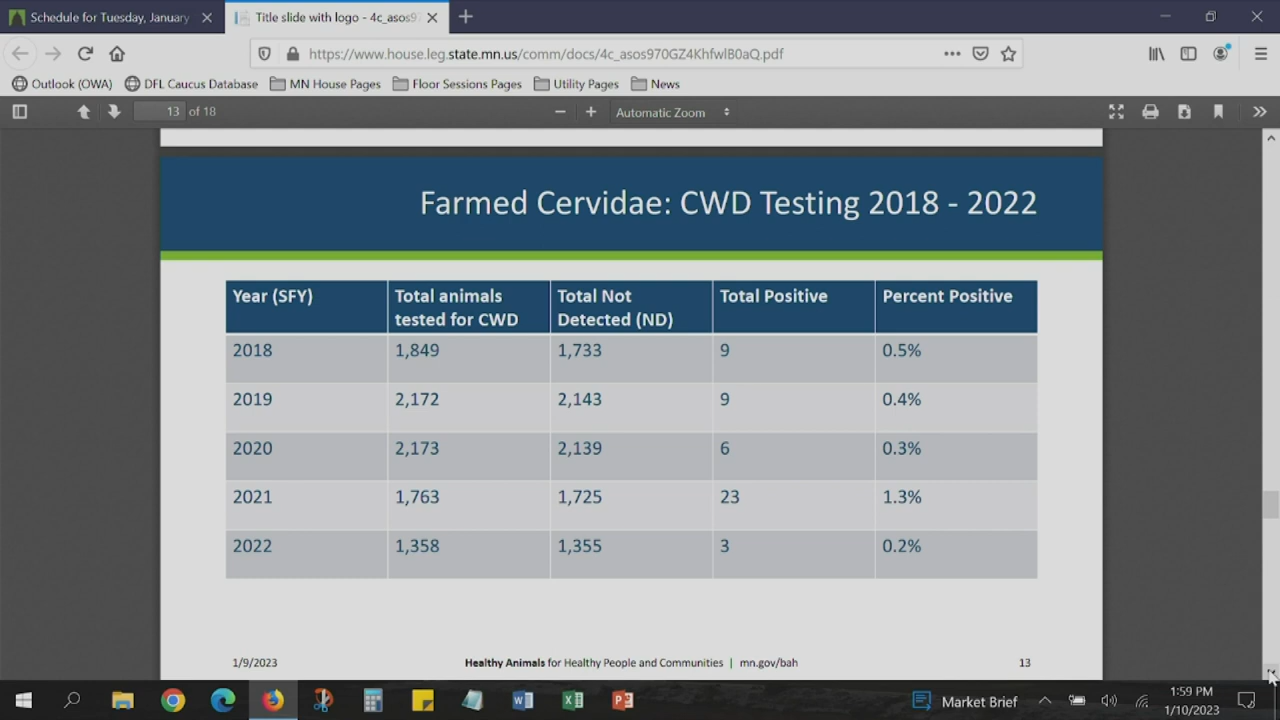 Schedule for Tuesday, January
Title slide with logo - 4c_asos97
https://www.house.leg.state.mn.us/comm/docs/4c_asos970GZ4KhfwlB0aQ.pdf
Outlook (OWA) DFL Caucus Database MN House Pages Floor Sessions Pages Utility Pages News
13 of 18 Automatic Zoom
Farmed Cervidae: CWD Testing 2018 - 2022
Year (SFY) Total animals tested for CWD Total Not Detected (ND) Total Positive Percent Positive
2018 1,849 1,733 9 0.5%
2019 2,172 2,143 9 0.4%
2020 2,173 2,139 6 0.3%
2021 1,763 1,725 23 1.3%
2022 1,358 1,355 3 0.2%
1/9/2023 Healthy Animals for Healthy People and Communities | mn.gov/bah 13
Market Brief
1:59 PM
1/10/2023